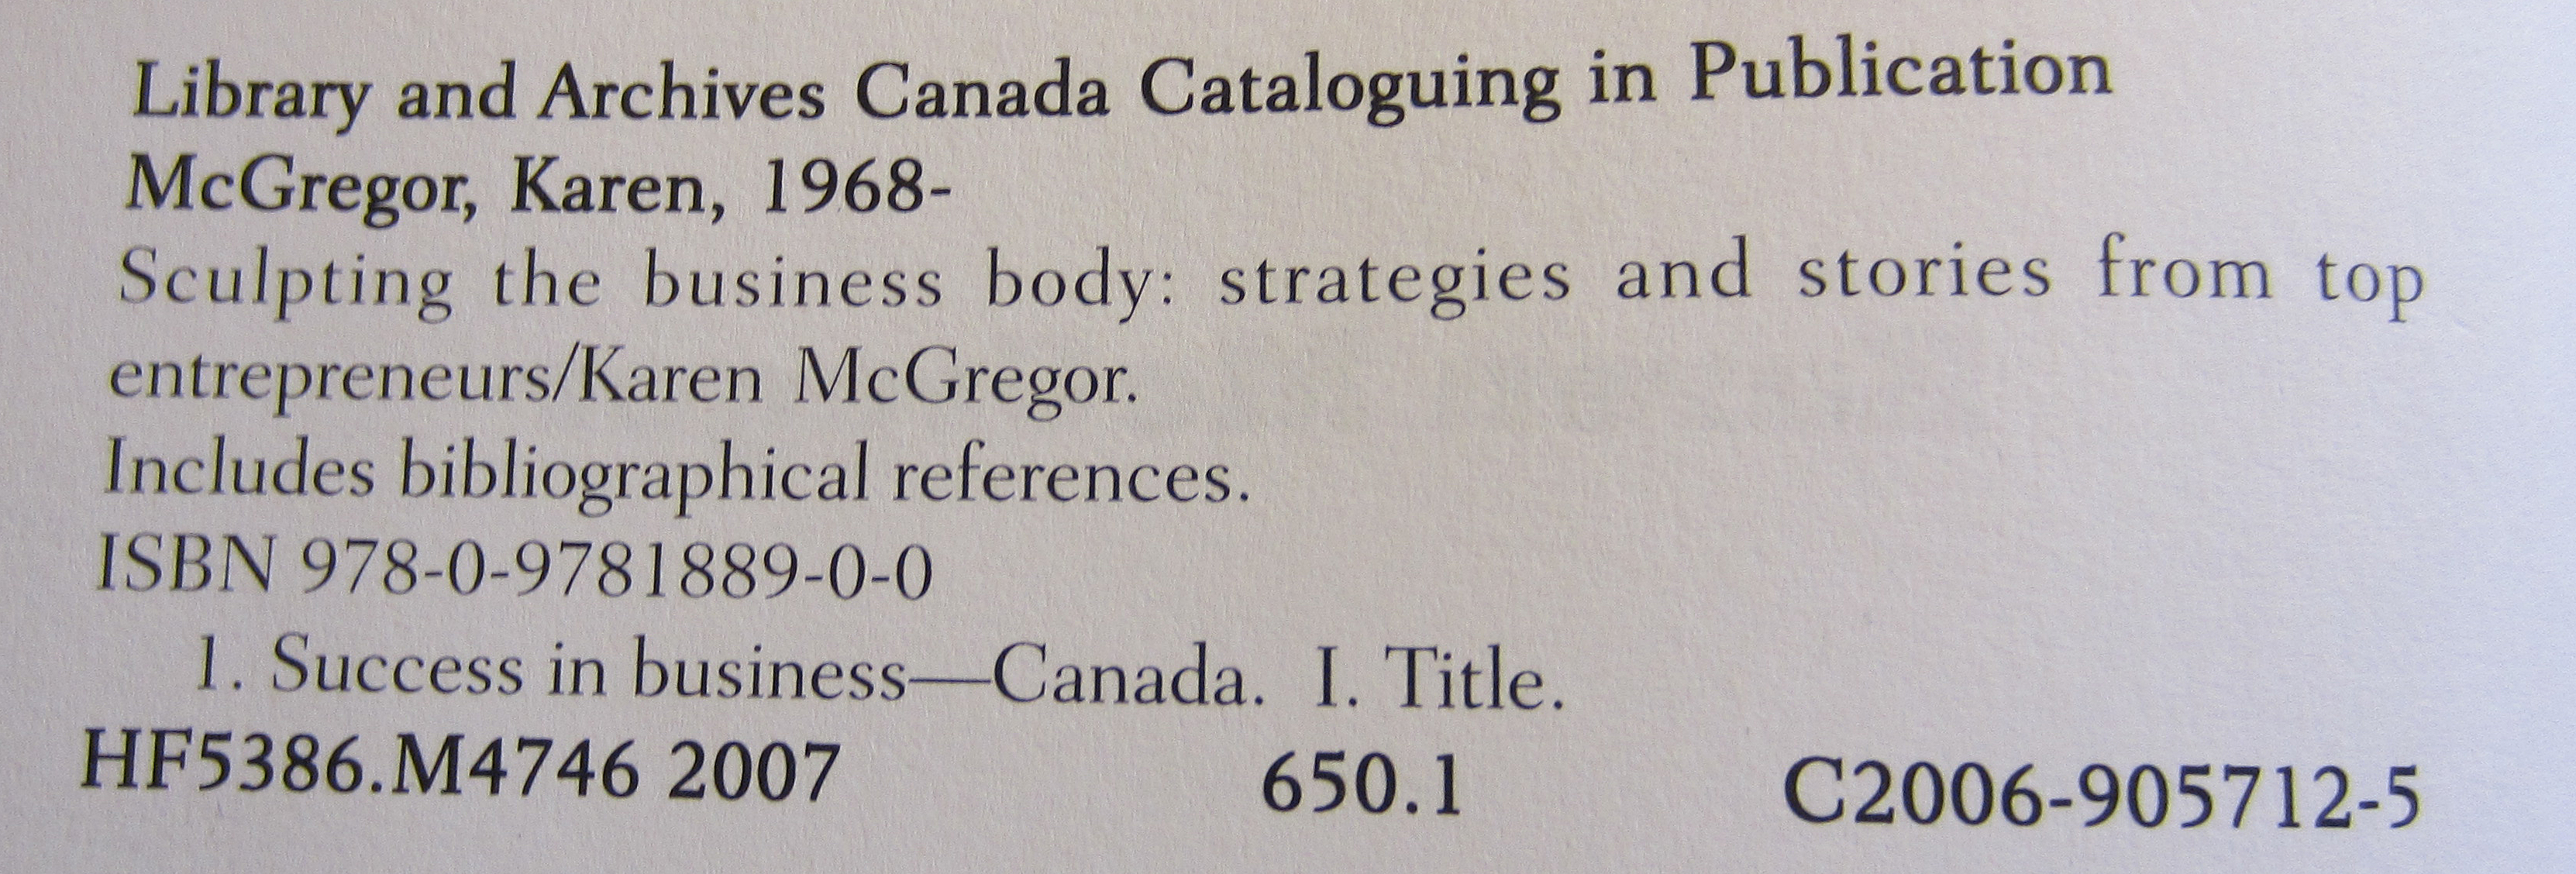 Library and Archives Canada Cataloguing in Publication
McGregor, Karen, 1968-
Sculpting the business body: strategies and stories from top
entrepreneurs/Karen McGregor.
Includes bibliographical references.
ISBN 978-0-9781889-0-0
1. Success in business—Canada. I. Title.
HF5386.M4746 2007 650.1 C2006-905712-5